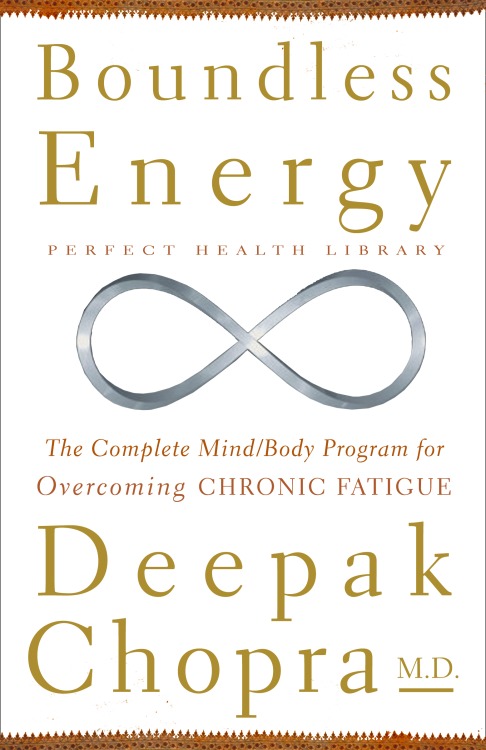 Boundless
Energy
PERFECT HEALTH LIBRARY
The Complete Mind/Body Program for
Overcoming CHRONIC FATIGUE
Deepak
Chopra M.D.